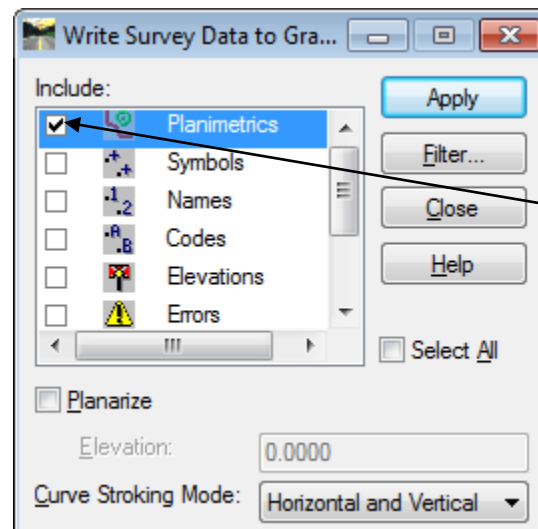 Write Survey Data to Gra...
Include:
Planimetrics
Symbols
Names
Codes
Elevations
Errors
Apply
Filter...
Close
Help
Select All
Planarize
Elevation:
0.0000
Curve Stroking Mode:
Horizontal and Vertical